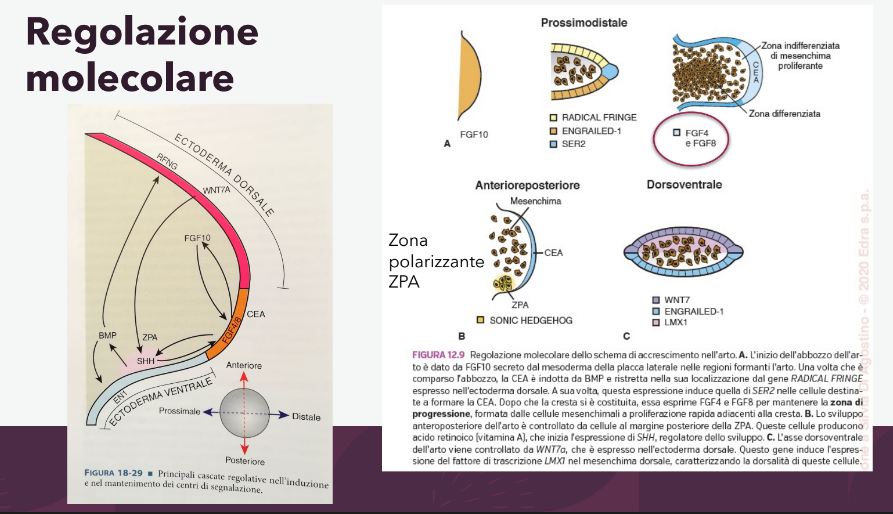 Regolazione
molecolare
ECTODERMA DORSALE
RFNG
WNT7A
FGF10
CEA
FGF4/8
BMP
ZPA
SHH
EN1
ECTODERMA VENTRALE
Anteriore
Prossimale
Distale
Posteriore
FIGURA 18-29 ■ Principali cascate regolative nell'induzione
e nel mantenimento dei centri di segnalazione.
Prossimodistale
FGF10
A
RADICAL FRINGE
ENGRAILED-1
SER2
CEA
Zona indifferenziata
di mesenchima
proliferante
Zona differenziata
FGF4
e FGF8
Anterioreposteriore
Mesenchima
CEA
Zona
polarizzante
ZPA
ZPA
SONIC HEDGEHOG
B
Dorsoventrale
WNT7
ENGRAILED-1
LMX1
C
FIGURA 12.9 Regolazione molecolare dello schema di accrescimento nell'arto. A. L'inizio dell'abbozzo dell'ar-
to è dato da FGF10 secreto dal mesoderma della placca laterale nelle regioni formanti l'arto. Una volta che è
comparso l'abbozzo, la CEA è indotta da BMP e ristretta nella sua localizzazione dal gene RADICAL FRINGE
espresso nell'ectoderma dorsale. A sua volta, questa espressione induce quella di SER2 nelle cellule destina-
te a formare la CEA. Dopo che la cresta si è costituita, essa esprime FGF4 e FGF8 per mantenere la zona di
progressione, formata dalle cellule mesenchimali a proliferazione rapida adiacenti alla cresta. B. Lo sviluppo
anteroposteriore dell'arto è controllato da cellule al margine posteriore della ZPA. Queste cellule producono
acido retinoico [vitamina A], che inizia l'espressione di SHH, regolatore dello sviluppo. C. L'asse dorsoventrale
dell'arto viene controllato da WNT7a, che è espresso nell'ectoderma dorsale. Questo gene induce l'espres-
sione del fattore di trascrizione LMX1 nel mesenchima dorsale, caratterizzando la dorsalità di queste cellule.
ostino - © 2020 Edra s.p.a.